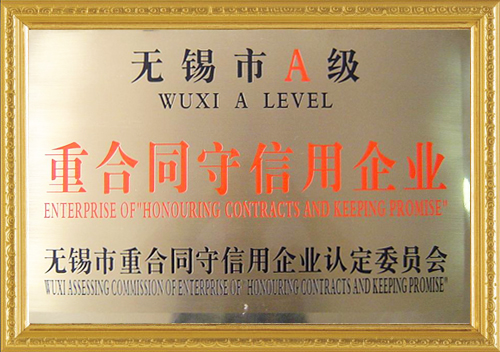 无锡市A级
WUXI A LEVEL
重合同守信用企业
ENTERPRISE OF"HONOURING CONTRACTS AND KEEPING PROMISE"
无锡市重合同守信用企业认定委员会
WUXI ASSESSING COMMISSION OF ENTERPRISE OF "HONOURING CONTRACTS AND KEEPING PROMISE"